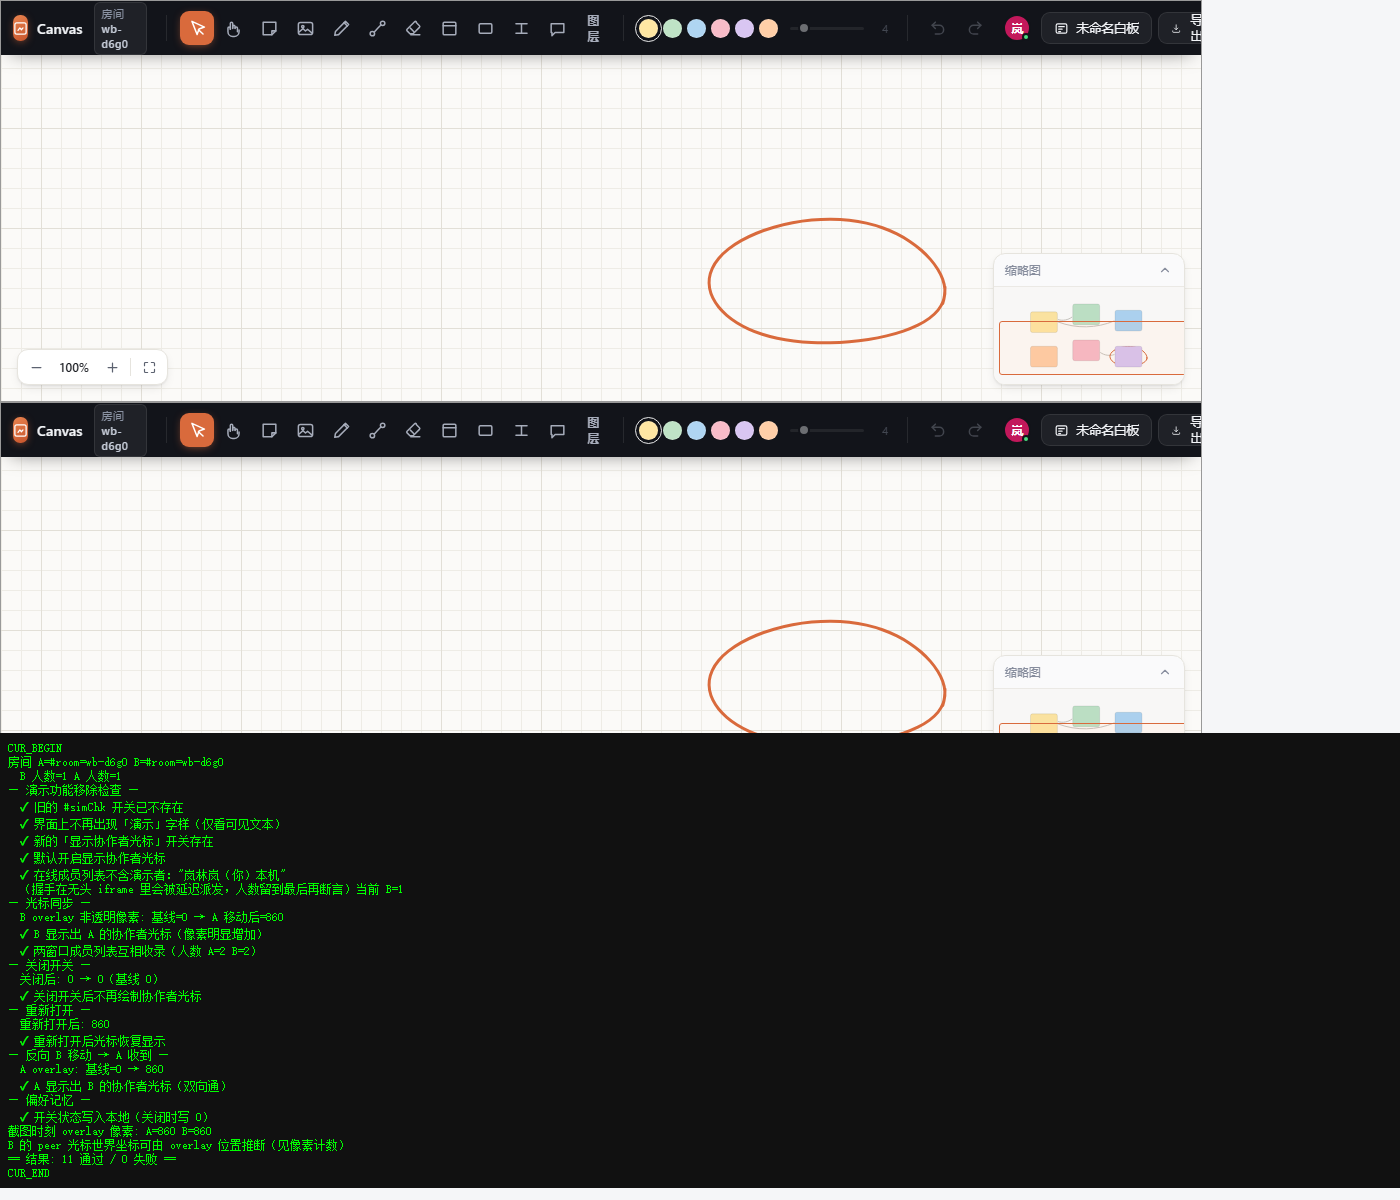 Canvas
房间
wb-
d6g0
图
层
4
岚
未命名白板
导
出
缩略图
100%
Canvas
房间
wb-
d6g0
图
层
4
岚
未命名白板
导
出
缩略图
CUR_BEGIN
房间 A=#room=wb-d6g0 B=#room=wb-d6g0
B 人数=1 A 人数=1
— 演示功能移除检查 —
✓ 旧的 #simChk 开关已不存在
✓ 界面上不再出现「演示」字样（仅看可见文本）
✓ 新的「显示协作者光标」开关存在
✓ 默认开启显示协作者光标
✓ 在线成员列表不含演示者: "岚林岚（你）本机"
（握手在无头 iframe 里会被延迟派发，人数留到最后再断言）当前 B=1
— 光标同步 —
B overlay 非透明像素: 基线=0 → A 移动后=860
✓ B 显示出 A 的协作者光标（像素明显增加）
✓ 两窗口成员列表互相收录（人数 A=2 B=2）
— 关闭开关 —
关闭后: 0 → 0（基线 0）
✓ 关闭开关后不再绘制协作者光标
— 重新打开 —
重新打开后: 860
✓ 重新打开后光标恢复显示
— 反向 B 移动 → A 收到 —
A overlay: 基线=0 → 860
✓ A 显示出 B 的协作者光标（双向通）
— 偏好记忆 —
✓ 开关状态写入本地（关闭时写 0）
截图时刻 overlay 像素: A=860 B=860
B 的 peer 光标世界坐标可由 overlay 位置推断（见像素计数）
== 结果: 11 通过 / 0 失败 ==
CUR_END